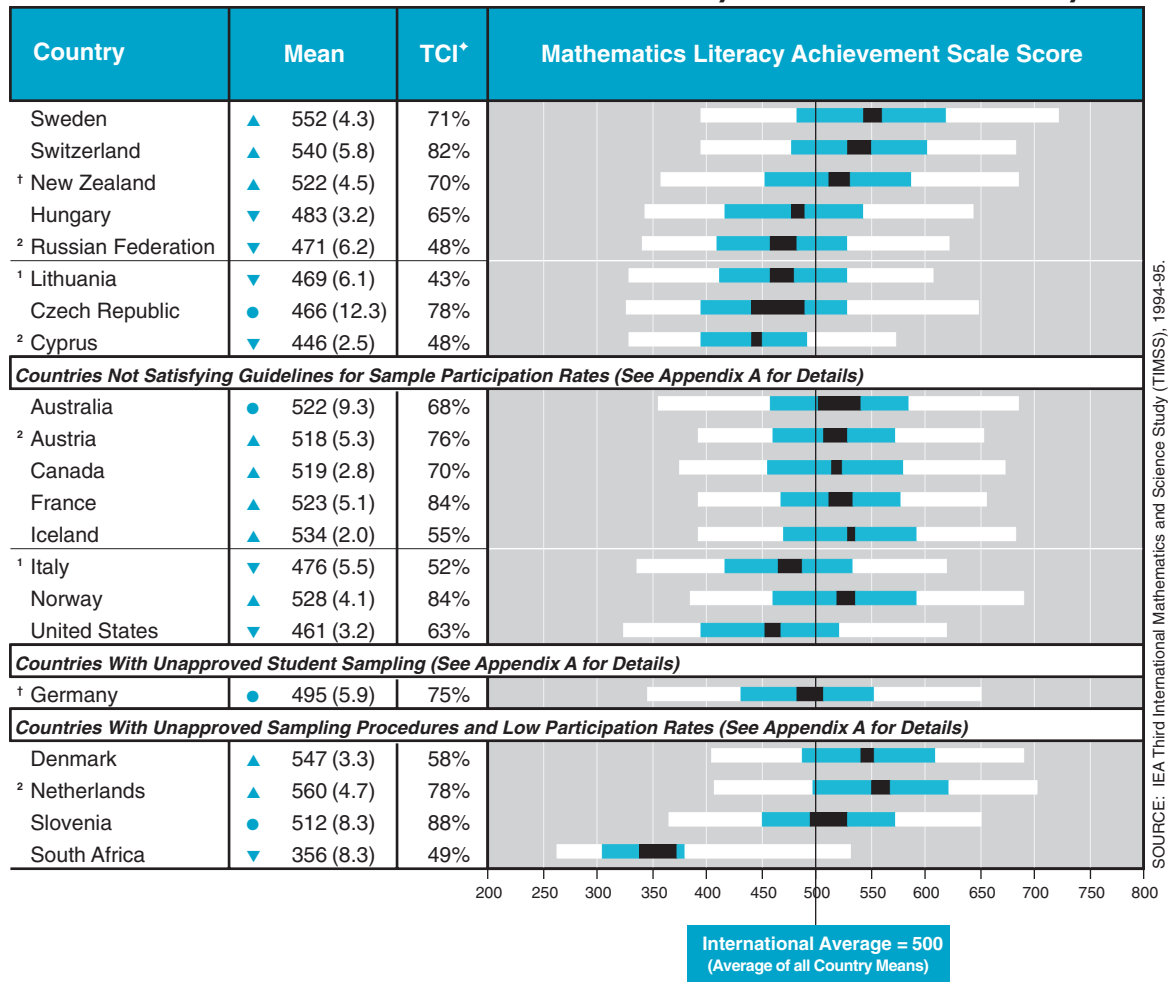 Country Mean TCI✦ Mathematics Literacy Achievement Scale Score
Sweden ▲ 552 (4.3) 71%
Switzerland ▲ 540 (5.8) 82%
† New Zealand ▲ 522 (4.5) 70%
Hungary ▼ 483 (3.2) 65%
² Russian Federation ▼ 471 (6.2) 48%
¹ Lithuania ▼ 469 (6.1) 43%
Czech Republic ● 466 (12.3) 78%
² Cyprus ▼ 446 (2.5) 48%
Countries Not Satisfying Guidelines for Sample Participation Rates (See Appendix A for Details)
Australia ● 522 (9.3) 68%
² Austria ▲ 518 (5.3) 76%
Canada ▲ 519 (2.8) 70%
France ▲ 523 (5.1) 84%
Iceland ▲ 534 (2.0) 55%
¹ Italy ▼ 476 (5.5) 52%
Norway ▲ 528 (4.1) 84%
United States ▼ 461 (3.2) 63%
Countries With Unapproved Student Sampling (See Appendix A for Details)
† Germany ● 495 (5.9) 75%
Countries With Unapproved Sampling Procedures and Low Participation Rates (See Appendix A for Details)
Denmark ▲ 547 (3.3) 58%
² Netherlands ▲ 560 (4.7) 78%
Slovenia ● 512 (8.3) 88%
South Africa ▼ 356 (8.3) 49%
200 250 300 350 400 450 500 550 600 650 700 750 800
International Average = 500
(Average of all Country Means)
SOURCE: IEA Third International Mathematics and Science Study (TIMSS), 1994-95.